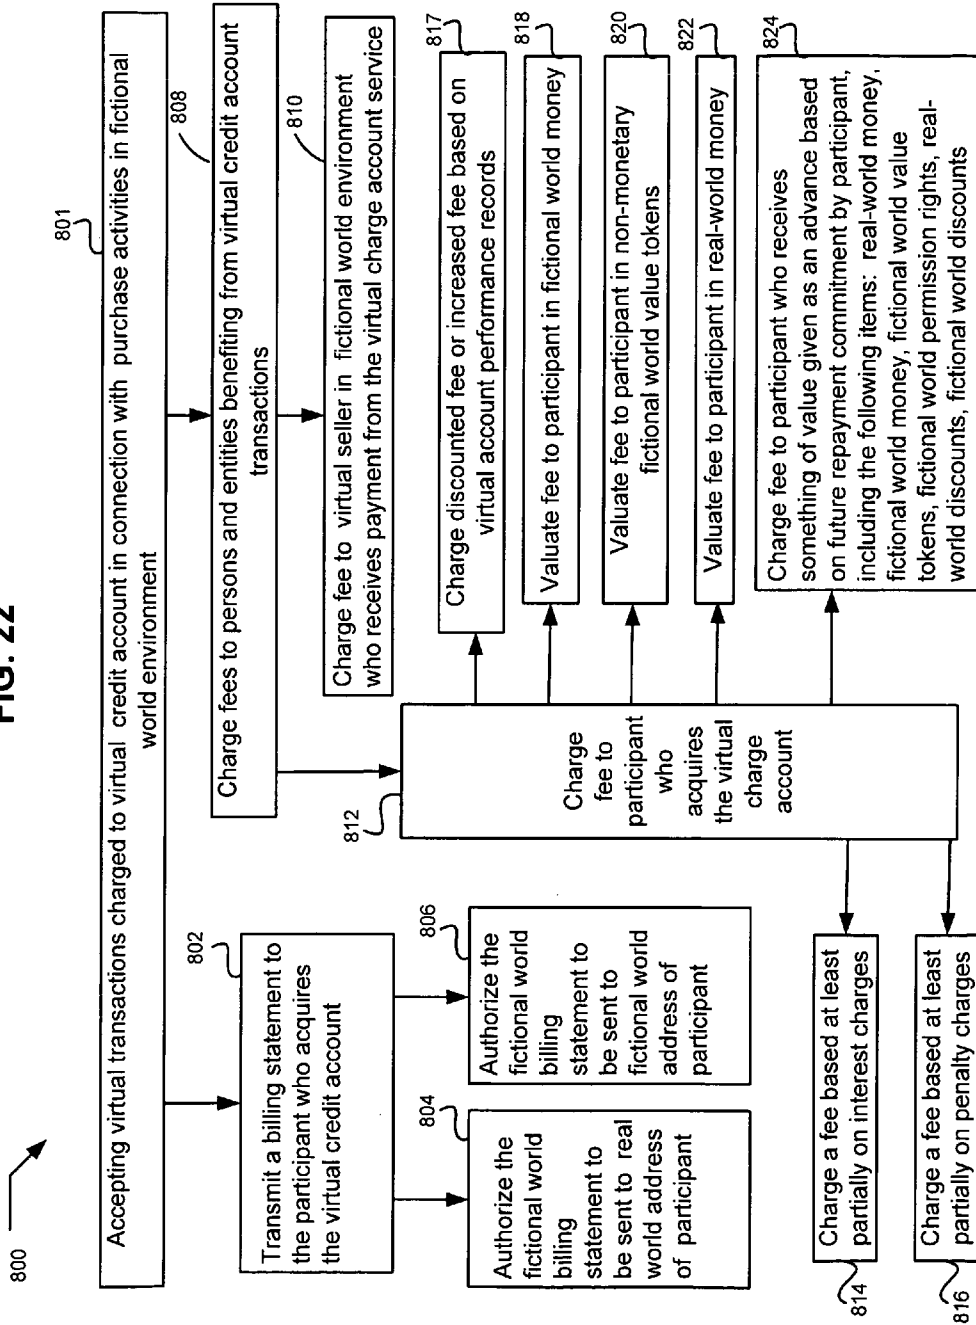 FIG. 22
800
801
Accepting virtual transactions charged to virtual credit account in connection with purchase activities in fictional
world environment
802
Transmit a billing statement to
the participant who acquires
the virtual credit account
804
Authorize the
fictional world
billing
statement to
be sent to real
world address
of participant
806
Authorize the
fictional world
billing
statement to
be sent to
fictional world
address of
participant
808
Charge fees to persons and entities benefiting from virtual credit account
transactions
810
Charge fee to virtual seller in fictional world environment
who receives payment from the virtual charge account service
812
Charge
fee to
participant
who
acquires
the virtual
charge
account
814
Charge a fee based at least
partially on interest charges
816
Charge a fee based at least
partially on penalty charges
817
Charge discounted fee or increased fee based on
virtual account performance records
818
Valuate fee to participant in fictional world money
820
Valuate fee to participant in non-monetary
fictional world value tokens
822
Valuate fee to participant in real-world money
824
Charge fee to participant who receives
something of value given as an advance based
on future repayment commitment by participant,
including the following items: real-world money,
fictional world money, fictional world value
tokens, fictional world permission rights, real-
world discounts, fictional world discounts